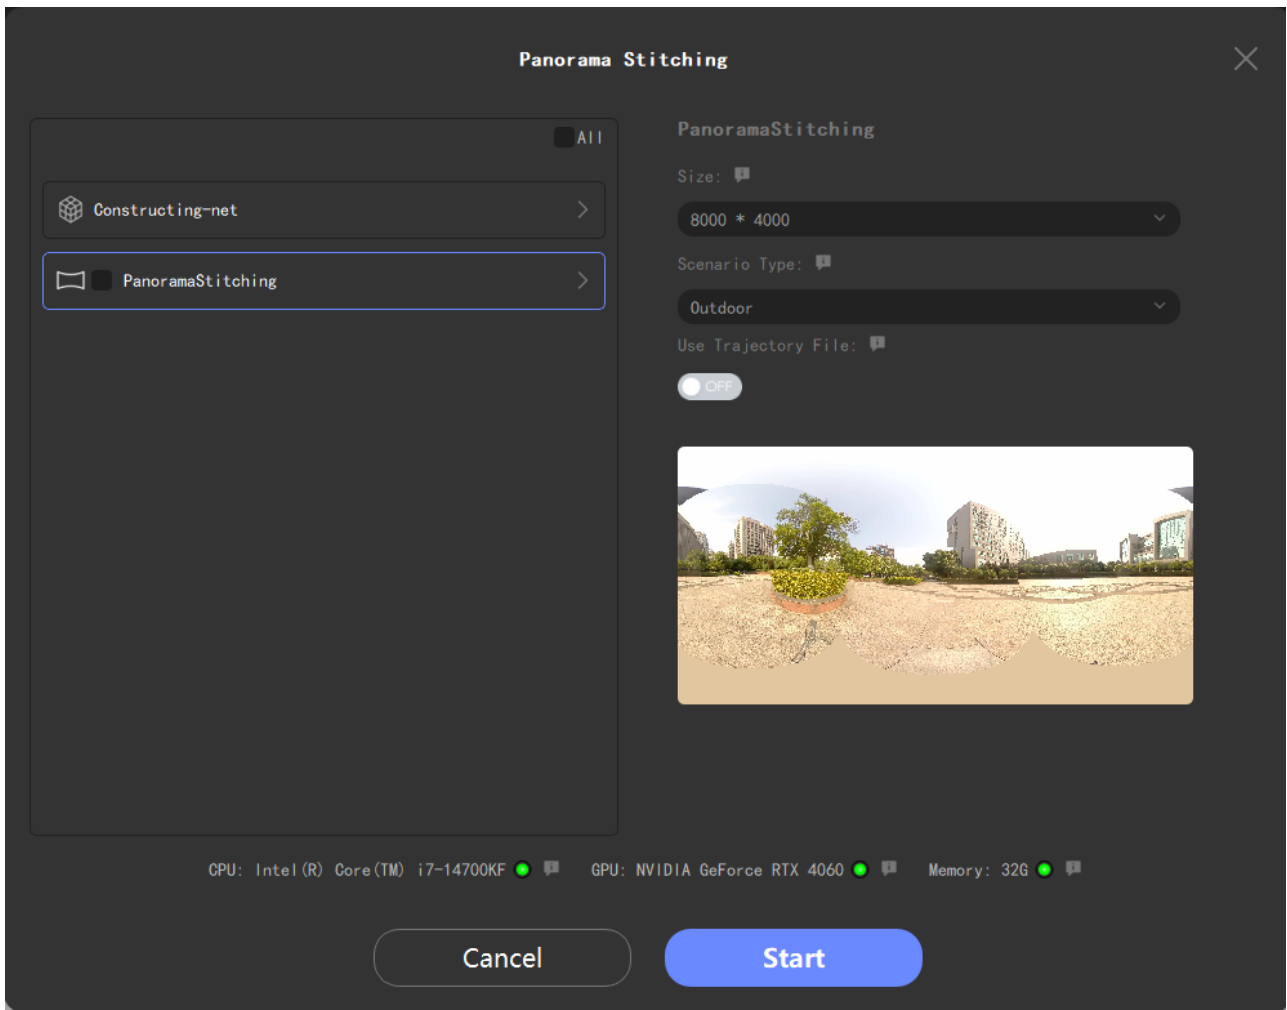 Panorama Stitching
All
Constructing-net
PanoramaStitching
PanoramaStitching
Size:
8000 * 4000
Scenario Type:
Outdoor
Use Trajectory File:
OFF
CPU: Intel(R) Core(TM) i7-14700KF GPU: NVIDIA GeForce RTX 4060 Memory: 32G
Cancel Start